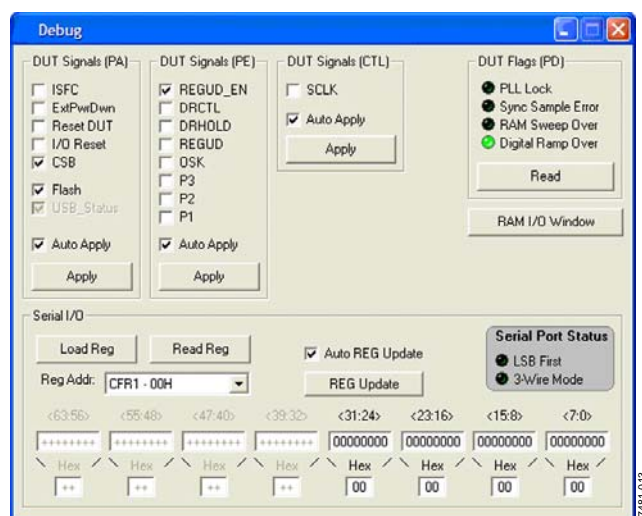 Debug
DUT Signals (PA)
ISFC
ExtPwrDwn
Reset DUT
I/O Reset
CSB
Flash
USB_Status
Auto Apply
Apply
DUT Signals (PE)
REGUD_EN
DRCTL
DRHOLD
REGUD
OSK
P3
P2
P1
Auto Apply
Apply
DUT Signals (CTL)
SCLK
Auto Apply
Apply
DUT Flags (PD)
PLL Lock
Sync Sample Error
RAM Sweep Over
Digital Ramp Over
Read
RAM I/O Window
Serial I/O
Load Reg Read Reg
Auto REG Update
Reg Addr: CFR1 - 00H
REG Update
Serial Port Status
LSB First
3-Wire Mode
<63:56> <55:48> <47:40> <39:32> <31:24> <23:16> <15:8> <7:0>
++++++++ ++++++++ ++++++++ ++++++++ 00000000 00000000 00000000 00000000
Hex Hex Hex Hex Hex Hex Hex Hex
++ ++ ++ ++ 00 00 00 00